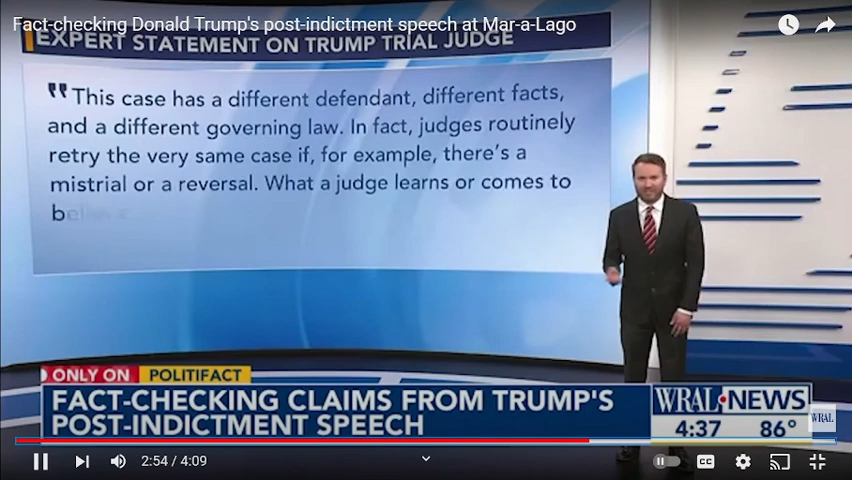 Fact-checking Donald Trump's post-indictment speech at Mar-a-Lago
EXPERT STATEMENT ON TRUMP TRIAL JUDGE
"This case has a different defendant, different facts,
and a different governing law. In fact, judges routinely
retry the very same case if, for example, there's a
mistrial or a reversal. What a judge learns or comes to
ONLY ON POLITIFACT
FACT-CHECKING CLAIMS FROM TRUMP'S
POST-INDICTMENT SPEECH
WRAL NEWS
4:37 86°
WRAL
2:54 / 4:09
CC